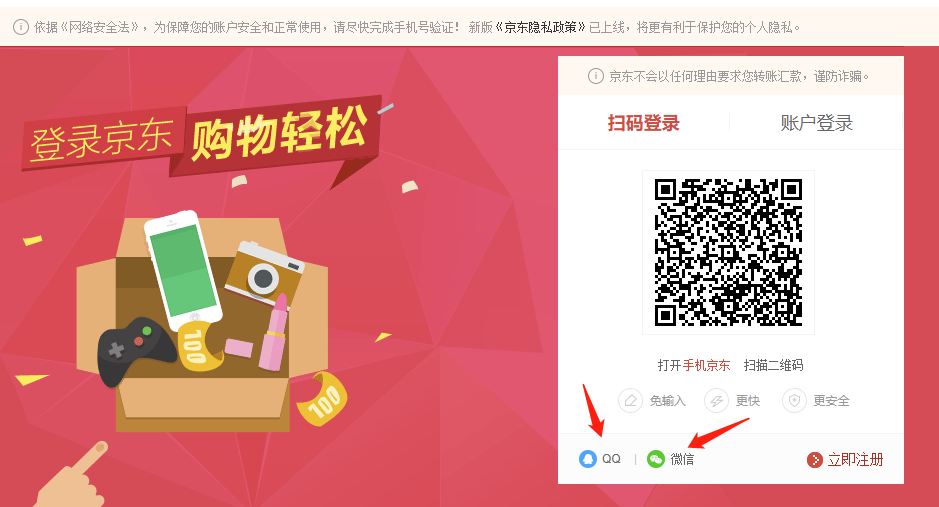 依据《网络安全法》，为保障您的账户安全和正常使用，请尽快完成手机号验证！ 新版《京东隐私政策》已上线，将更有利于保护您的个人隐私。
京东不会以任何理由要求您转账汇款，谨防诈骗。
登录京东 购物轻松
扫码登录 账户登录
100
100
打开手机京东 扫描二维码
免输入 更快 更安全
QQ | 微信 立即注册